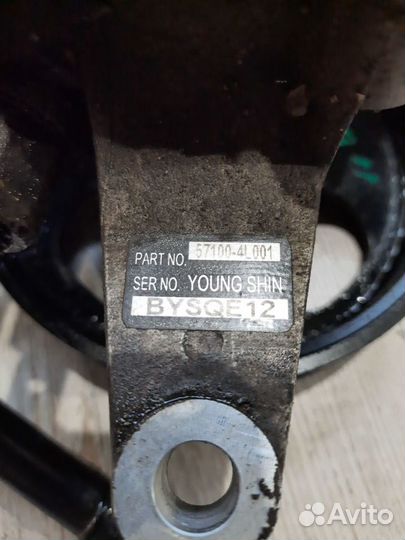 PART NO. 57100-4L001
SER NO. YOUNG SHIN
BYSQE12
Avito